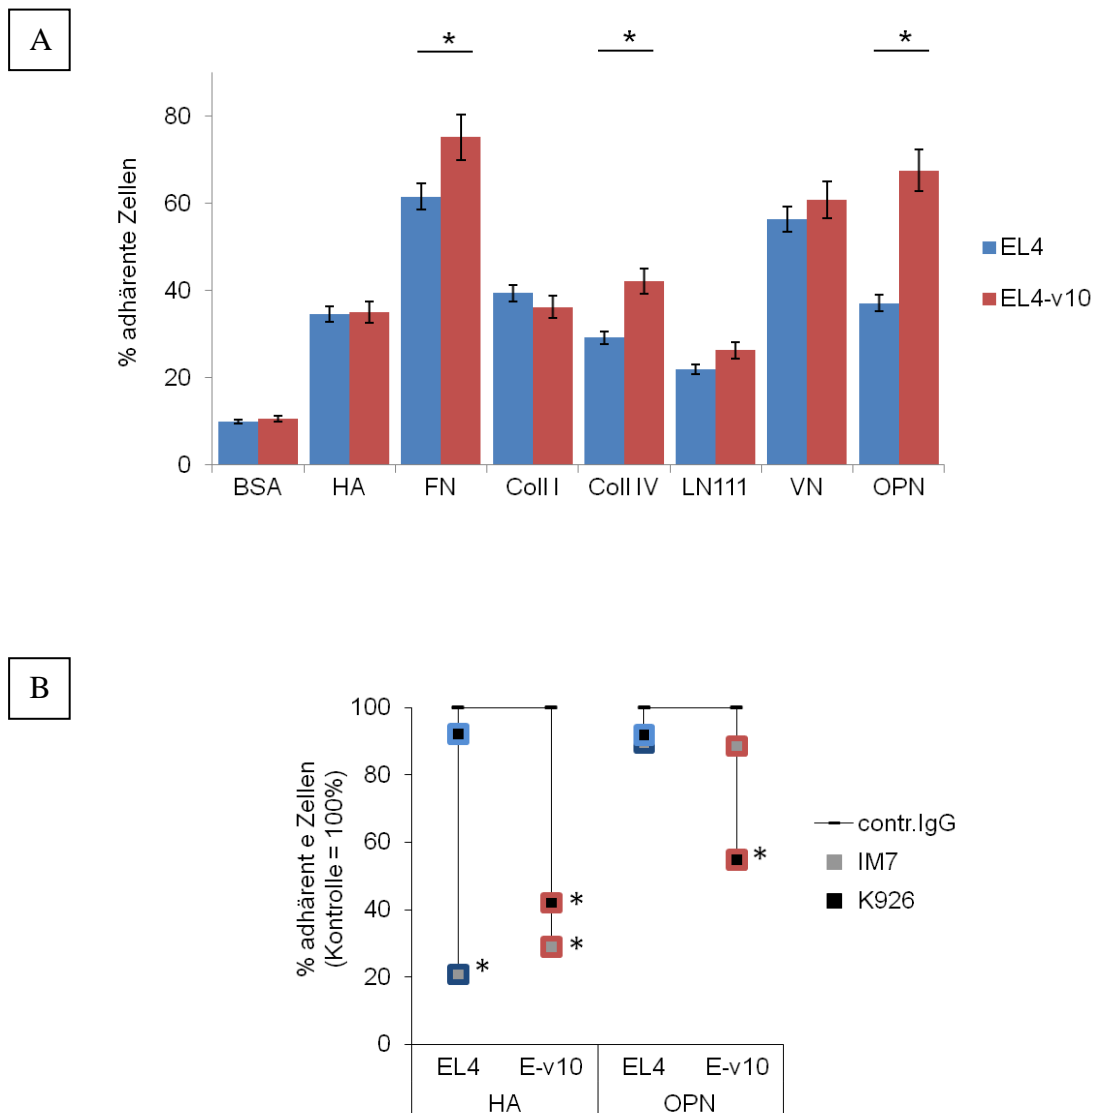 A
* * *
% adhärente Zellen
80
60
40
20
0
BSA HA FN Coll I Coll IV LN111 VN OPN
EL4
EL4-v10
B
% adhärent e Zellen
(Kontrolle = 100%)
100
80
60
40
20
0
*
*
*
*
contr.IgG
IM7
K926
EL4 E-v10 EL4 E-v10
HA OPN